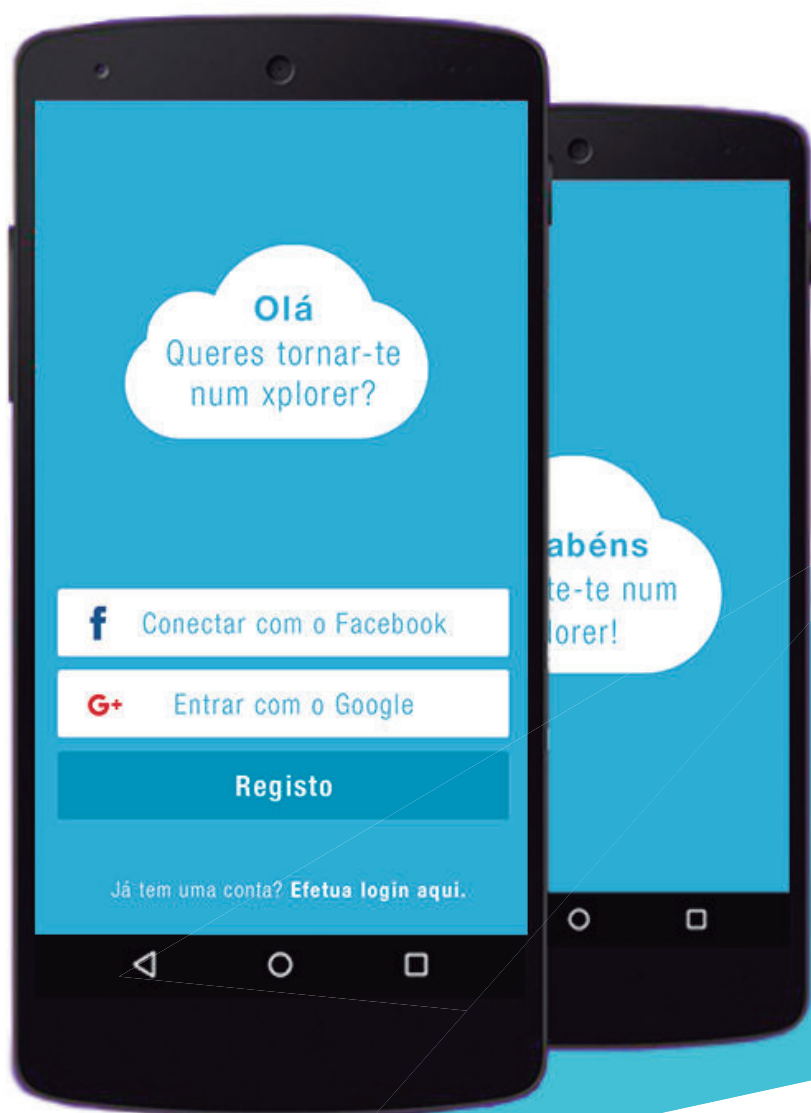 Olá
Queres tornar-te
num xplorer?
f Conectar com o Facebook
G+ Entrar com o Google
Registo
Já tem uma conta? Efetua login aqui.
abéns
te-te num
lorer!